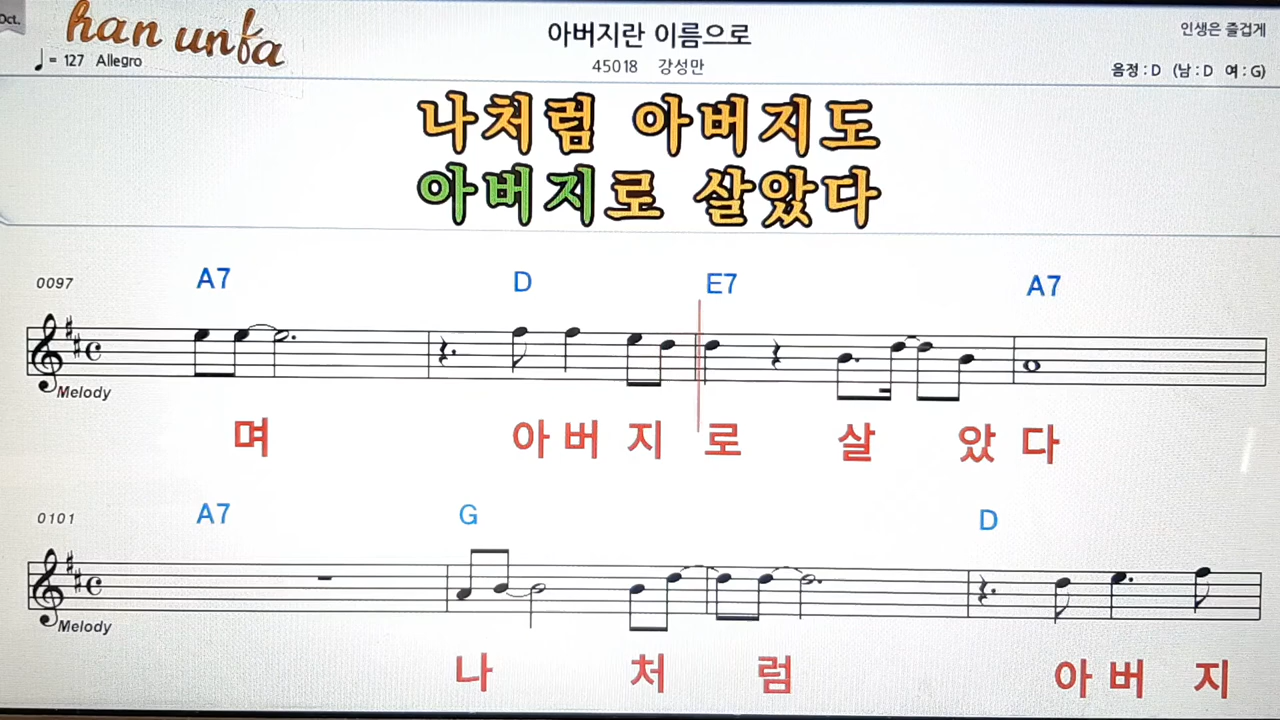 Oct.
han unfa
아버지란 이름으로
인생은 즐겁게
♩= 127 Allegro
45018 강성만
음정 : D (남 : D 여 : G)
나처럼 아버지도
아버지로 살았다
0097 A7 D E7 A7
Melody
며 아 버 지 로 살 았 다
0101 A7 G D
Melody
나 처 럼 아 버 지